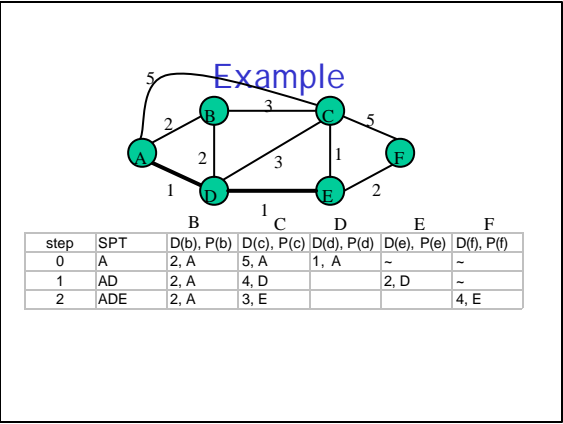 Example
5
2
3
5
B
C
A
F
2
3
1
1
2
D
E
1
B C D E F
step SPT D(b), P(b) D(c), P(c) D(d), P(d) D(e), P(e) D(f), P(f)
0 A 2, A 5, A 1, A ~ ~
1 AD 2, A 4, D 2, D ~
2 ADE 2, A 3, E 4, E